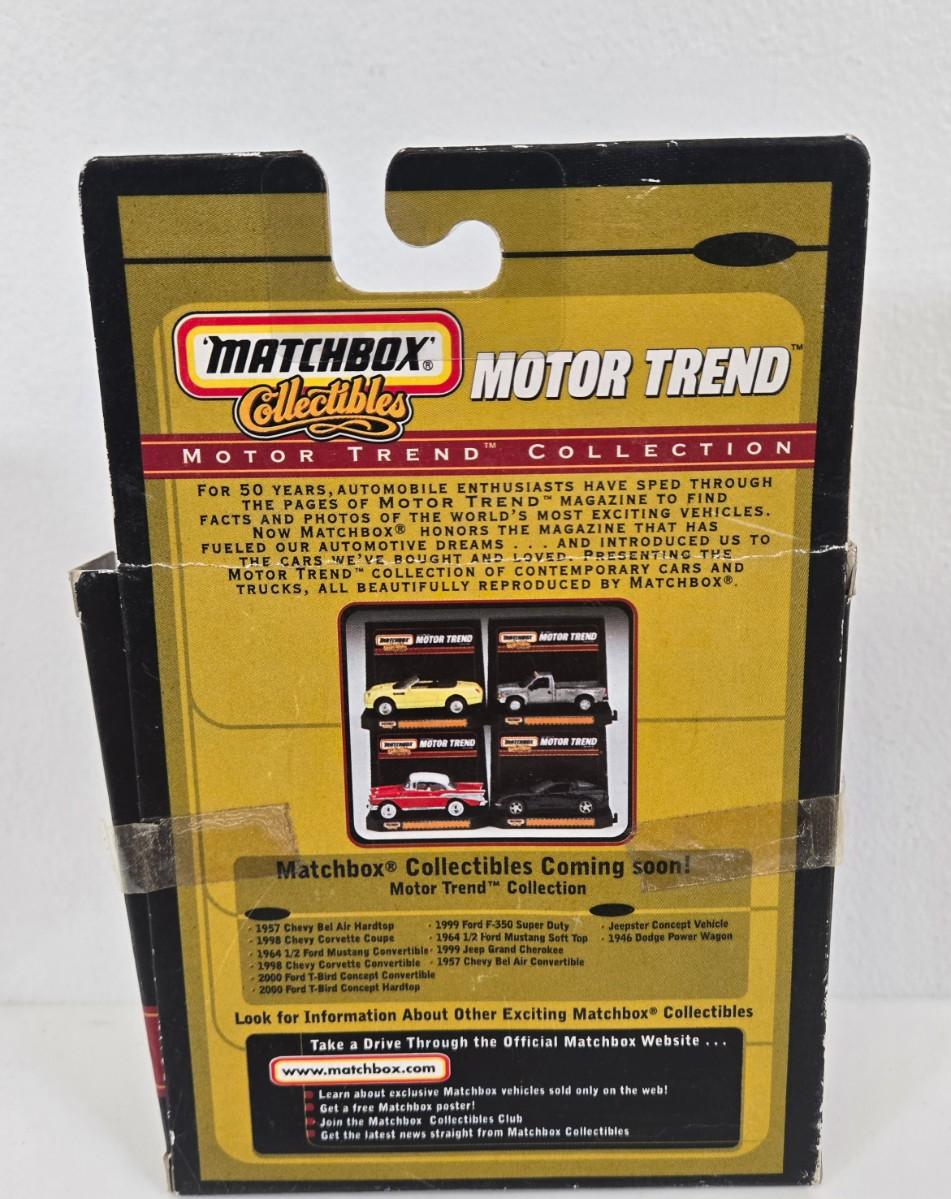 'MATCHBOX'®
Collectibles
MOTOR TREND™
MOTOR TREND™ COLLECTION
FOR 50 YEARS, AUTOMOBILE ENTHUSIASTS HAVE SPED THROUGH
THE PAGES OF MOTOR TREND™ MAGAZINE TO FIND
FACTS AND PHOTOS OF THE WORLD'S MOST EXCITING VEHICLES.
NOW MATCHBOX® HONORS THE MAGAZINE THAT HAS
FUELED OUR AUTOMOTIVE DREAMS . . . AND INTRODUCED US TO
THE CARS WE'VE BOUGHT AND LOVED. PRESENTING THE
MOTOR TREND™ COLLECTION OF CONTEMPORARY CARS AND
TRUCKS, ALL BEAUTIFULLY REPRODUCED BY MATCHBOX®.
MATCHBOX MOTOR TREND
MATCHBOX MOTOR TREND
MATCHBOX MOTOR TREND
MATCHBOX MOTOR TREND
Matchbox® Collectibles Coming soon!
Motor Trend™ Collection
· 1957 Chevy Bel Air Hardtop
· 1998 Chevy Corvette Coupe
· 1964 1/2 Ford Mustang Convertible
· 1998 Chevy Corvette Convertible
· 2000 Ford T-Bird Concept Convertible
· 2000 Ford T-Bird Concept Hardtop
· 1999 Ford F-350 Super Duty
· 1964 1/2 Ford Mustang Soft Top
· 1999 Jeep Grand Cherokee
· 1957 Chevy Bel Air Convertible
· Jeepster Concept Vehicle
· 1946 Dodge Power Wagon
Look for Information About Other Exciting Matchbox® Collectibles
Take a Drive Through the Official Matchbox Website . . .
www.matchbox.com
Learn about exclusive Matchbox vehicles sold only on the web!
Get a free Matchbox poster!
Join the Matchbox Collectibles Club
Get the latest news straight from Matchbox Collectibles